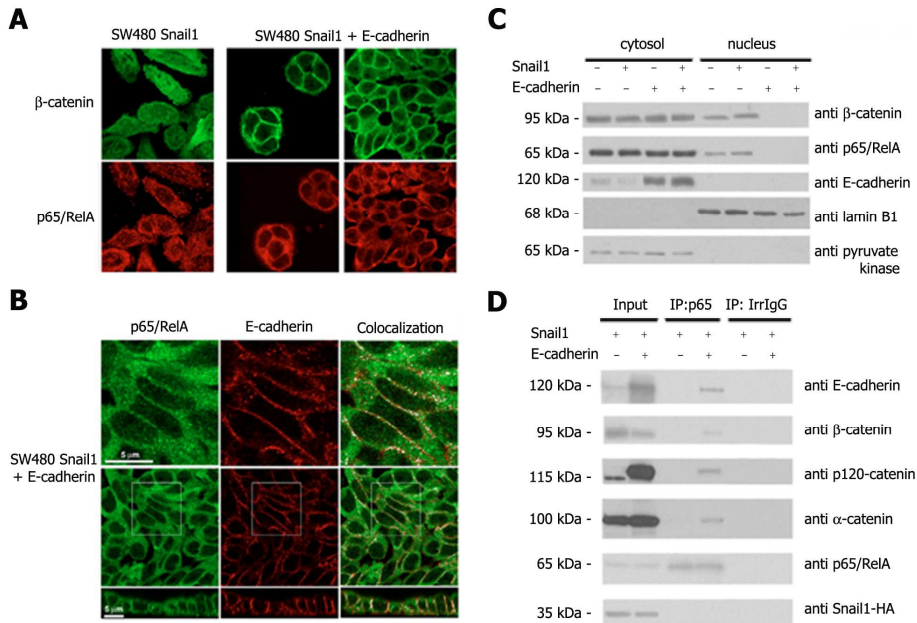 A
SW480 Snail1
SW480 Snail1 + E-cadherin
β-catenin
p65/RelA
B
p65/RelA
E-cadherin
Colocalization
SW480 Snail1
+ E-cadherin
5 µm
5 µm
C
cytosol
nucleus
Snail1
– + – + – + – +
E-cadherin
– – + + – – + +
95 kDa -
anti β-catenin
65 kDa -
anti p65/RelA
120 kDa -
anti E-cadherin
68 kDa -
anti lamin B1
65 kDa -
anti pyruvate
kinase
D
Input
IP:p65
IP: IrrIgG
Snail1
+ + + + + +
E-cadherin
– + – + – +
120 kDa -
anti E-cadherin
95 kDa -
anti β-catenin
115 kDa -
anti p120-catenin
100 kDa -
anti α-catenin
65 kDa -
anti p65/RelA
35 kDa -
anti Snail1-HA